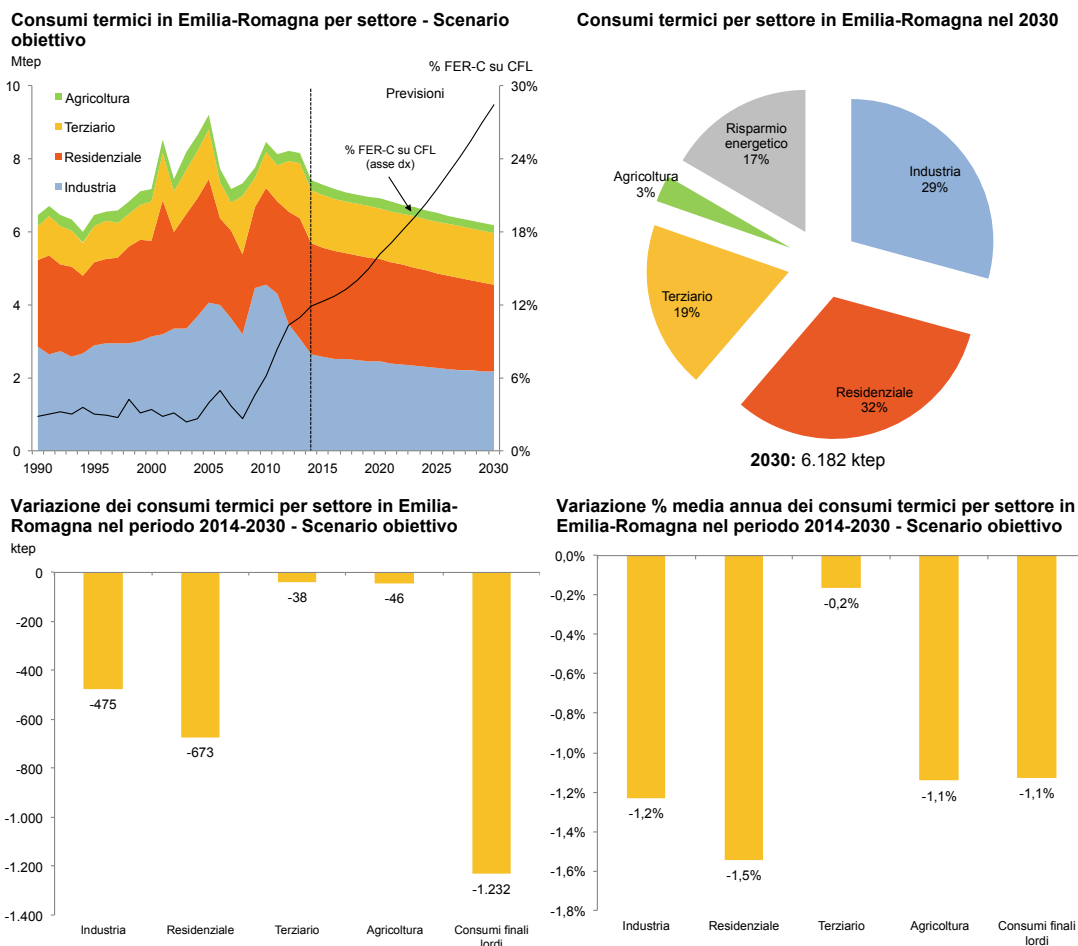 Consumi termici in Emilia-Romagna per settore - Scenario
obiettivo
Mtep
% FER-C su CFL
10
8
6
4
2
0
30%
24%
18%
12%
6%
0%
Agricoltura
Terziario
Residenziale
Industria
Previsioni
% FER-C su CFL
(asse dx)
1990
1995
2000
2005
2010
2015
2020
2025
2030
Consumi termici per settore in Emilia-Romagna nel 2030
Risparmio
energetico
17%
Industria
29%
Agricoltura
3%
Terziario
19%
Residenziale
32%
2030: 6.182 ktep
Variazione dei consumi termici per settore in Emilia-
Romagna nel periodo 2014-2030 - Scenario obiettivo
ktep
0
-200
-400
-600
-800
-1.000
-1.200
-1.400
-475
-673
-38
-46
-1.232
Industria
Residenziale
Terziario
Agricoltura
Consumi finali
lordi
Variazione % media annua dei consumi termici per settore in
Emilia-Romagna nel periodo 2014-2030 - Scenario obiettivo
0,0%
-0,2%
-0,4%
-0,6%
-0,8%
-1,0%
-1,2%
-1,4%
-1,6%
-1,8%
-1,2%
-1,5%
-0,2%
-1,1%
-1,1%
Industria
Residenziale
Terziario
Agricoltura
Consumi finali
lordi